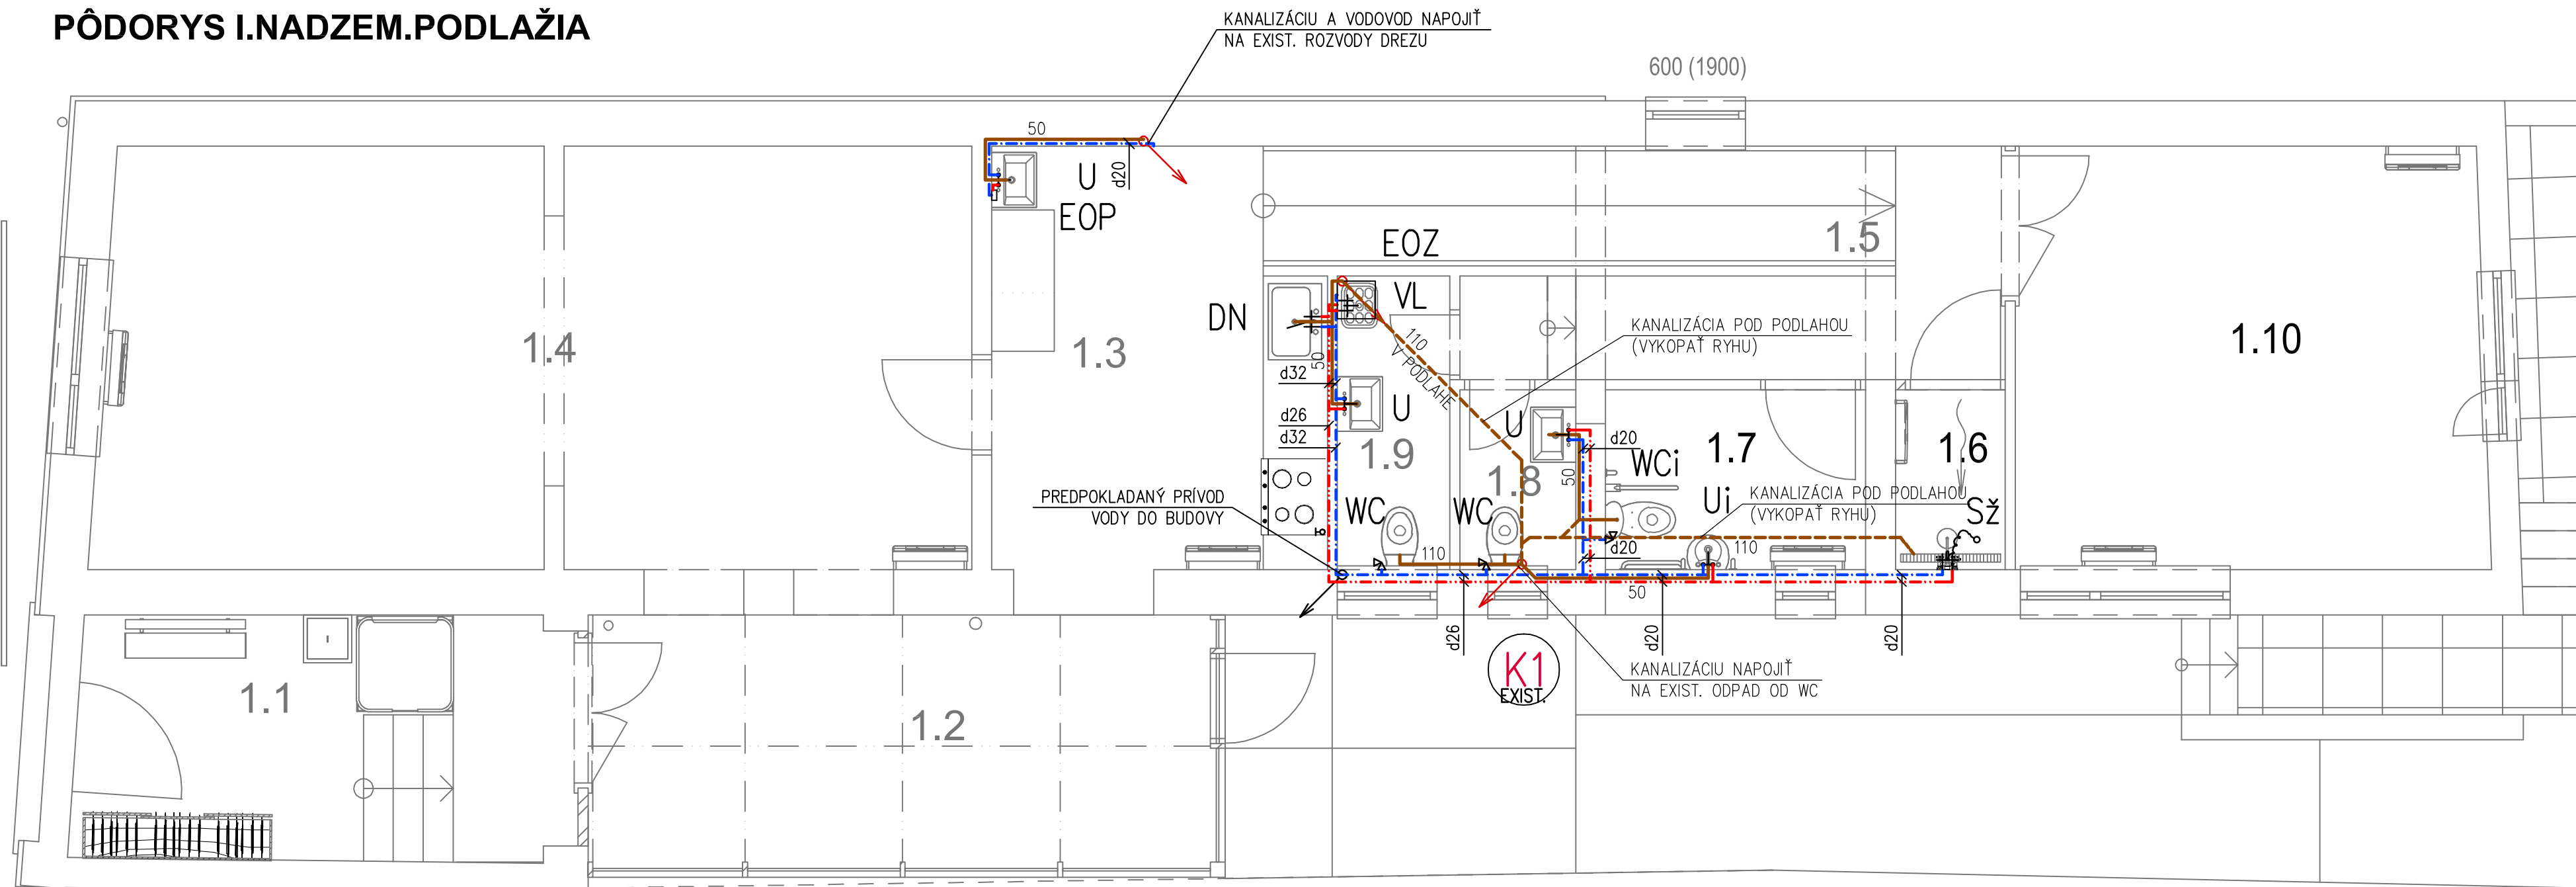 PÔDORYS I.NADZEM.PODLAŽIA
KANALIZÁCIU A VODOVOD NAPOJIŤ
NA EXIST. ROZVODY DREZU
600 (1900)
50
d20
U
EOP
EOZ
1.5
DN
VL
1.4
1.3
1.10
110
V PODLAHE
KANALIZÁCIA POD PODLAHOU
(VYKOPAŤ RYHU)
50
d32
d26
d32
U
U
1.9
1.8
d20
50
WCi
1.7
1.6
Ui
KANALIZÁCIA POD PODLAHOU
(VYKOPAŤ RYHU)
Sž
PREDPOKLADANÝ PRÍVOD
VODY DO BUDOVY
WC
WC
110
d20
110
50
d26
d20
d20
K1
EXIST.
KANALIZÁCIU NAPOJIŤ
NA EXIST. ODPAD OD WC
1.1
1.2